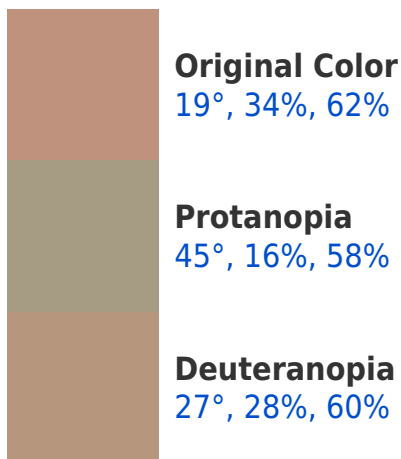 Original Color
19°, 34%, 62%
Protanopia
45°, 16%, 58%
Deuteranopia
27°, 28%, 60%